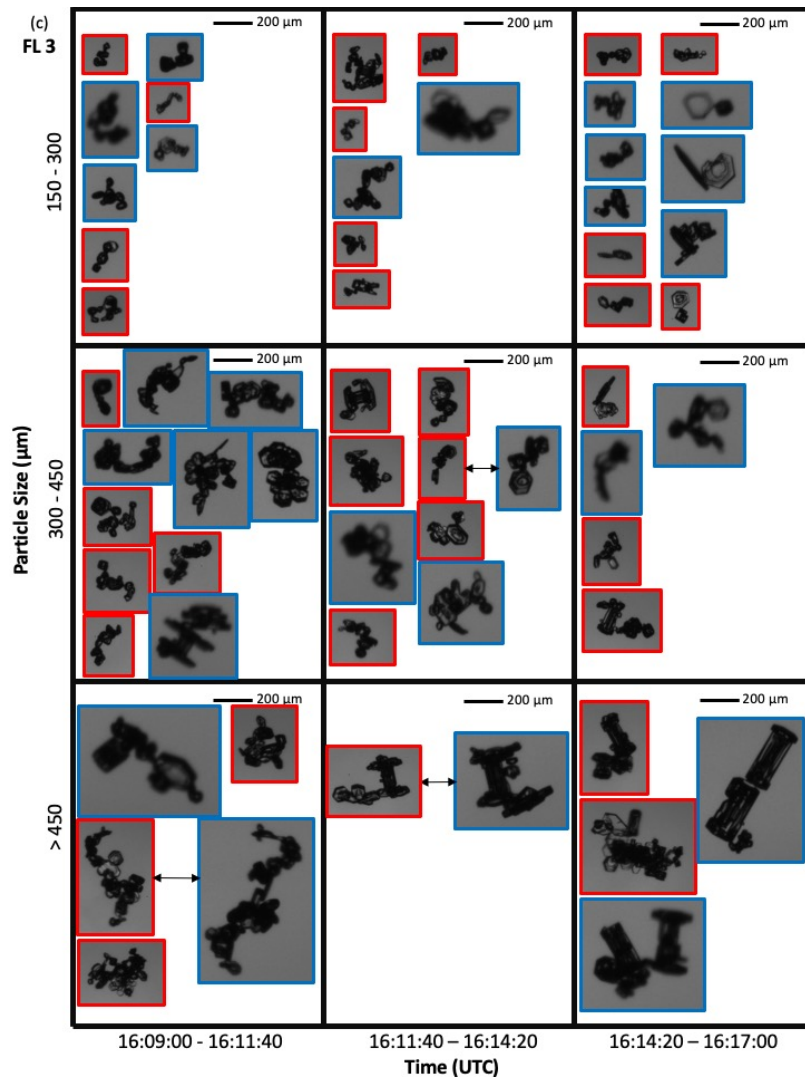 (c)
FL 3
200 µm
200 µm
200 µm
150 - 300
200 µm
200 µm
200 µm
Particle Size (µm)
300 - 450
200 µm
200 µm
200 µm
> 450
16:09:00 - 16:11:40
16:11:40 – 16:14:20
16:14:20 – 16:17:00
Time (UTC)